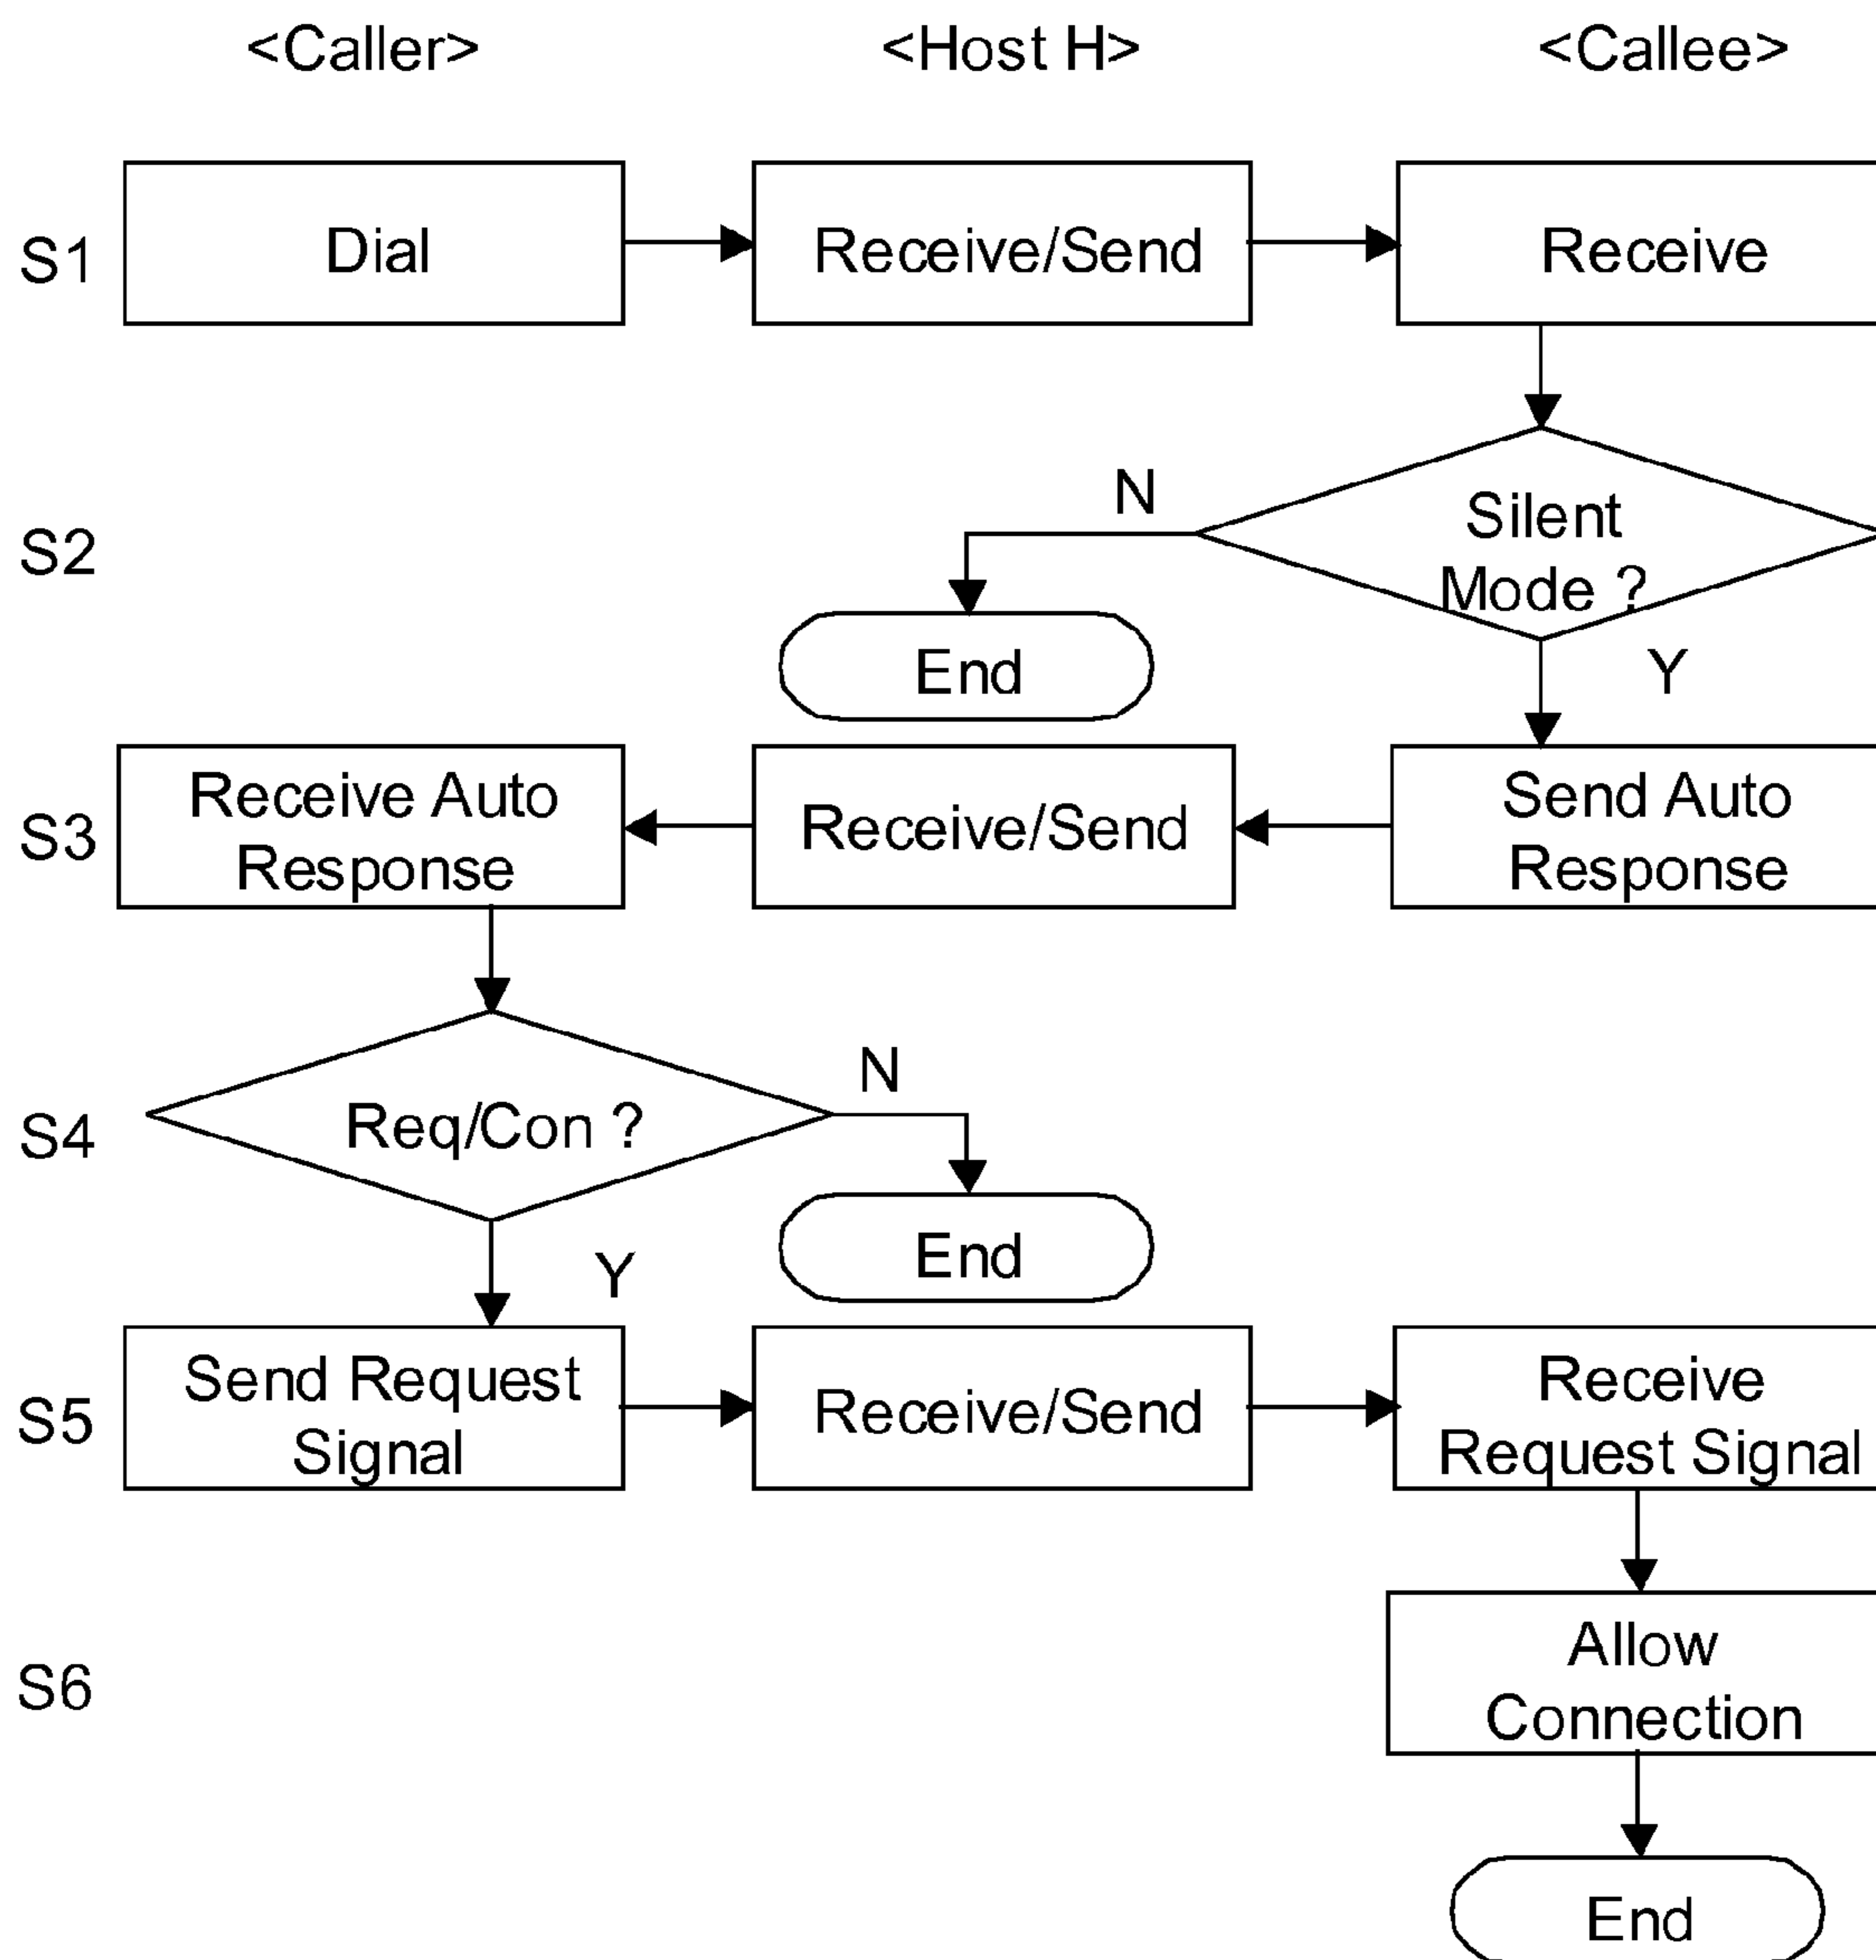 <Caller> <Host H> <Callee>
S1 Dial Receive/Send Receive
N
S2 Silent
Mode ?
End
Y
S3 Receive Auto
Response
Receive/Send
Send Auto
Response
N
S4 Req/Con ?
End
Y
S5 Send Request
Signal
Receive/Send
Receive
Request Signal
S6 Allow
Connection
End